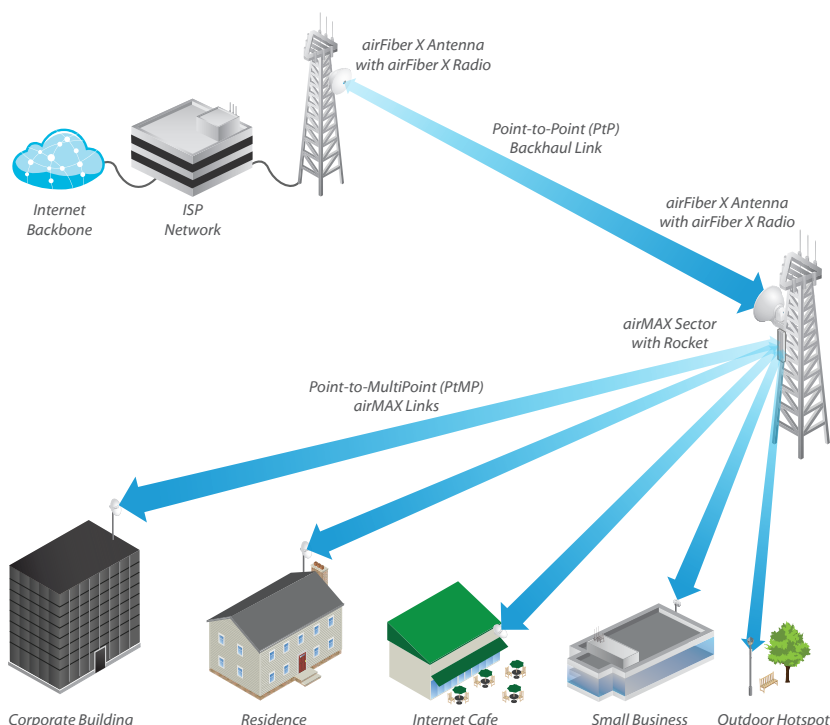 airFiber X Antenna
with airFiber X Radio
Point-to-Point (PtP)
Backhaul Link
Internet
Backbone
ISP
Network
airFiber X Antenna
with airFiber X Radio
airMAX Sector
with Rocket
Point-to-MultiPoint (PtMP)
airMAX Links
Corporate Building
Residence
Internet Cafe
Small Business
Outdoor Hotspot